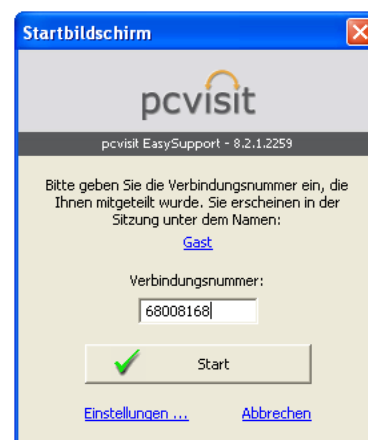 Startbildschirm
pcvisit
pcvisit EasySupport - 8.2.1.2259
Bitte geben Sie die Verbindungsnummer ein, die
Ihnen mitgeteilt wurde. Sie erscheinen in der
Sitzung unter dem Namen:
Gast
Verbindungsnummer:
68008168
Start
Einstellungen ... Abbrechen